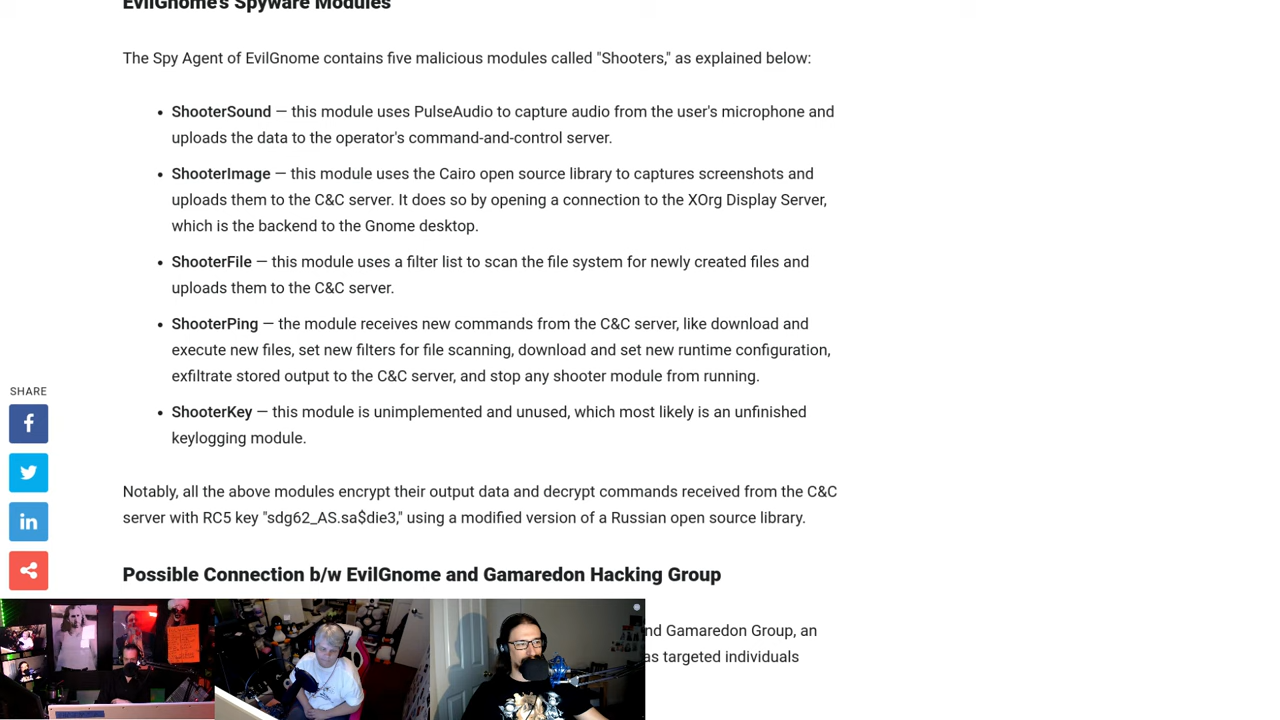 EvilGnome's Spyware Modules
The Spy Agent of EvilGnome contains five malicious modules called "Shooters," as explained below:
• ShooterSound — this module uses PulseAudio to capture audio from the user's microphone and
uploads the data to the operator's command-and-control server.
• ShooterImage — this module uses the Cairo open source library to captures screenshots and
uploads them to the C&C server. It does so by opening a connection to the XOrg Display Server,
which is the backend to the Gnome desktop.
• ShooterFile — this module uses a filter list to scan the file system for newly created files and
uploads them to the C&C server.
• ShooterPing — the module receives new commands from the C&C server, like download and
execute new files, set new filters for file scanning, download and set new runtime configuration,
exfiltrate stored output to the C&C server, and stop any shooter module from running.
SHARE
• ShooterKey — this module is unimplemented and unused, which most likely is an unfinished
keylogging module.
Notably, all the above modules encrypt their output data and decrypt commands received from the C&C
server with RC5 key "sdg62_AS.sa$die3," using a modified version of a Russian open source library.
Possible Connection b/w EvilGnome and Gamaredon Hacking Group
nd Gamaredon Group, an
as targeted individuals